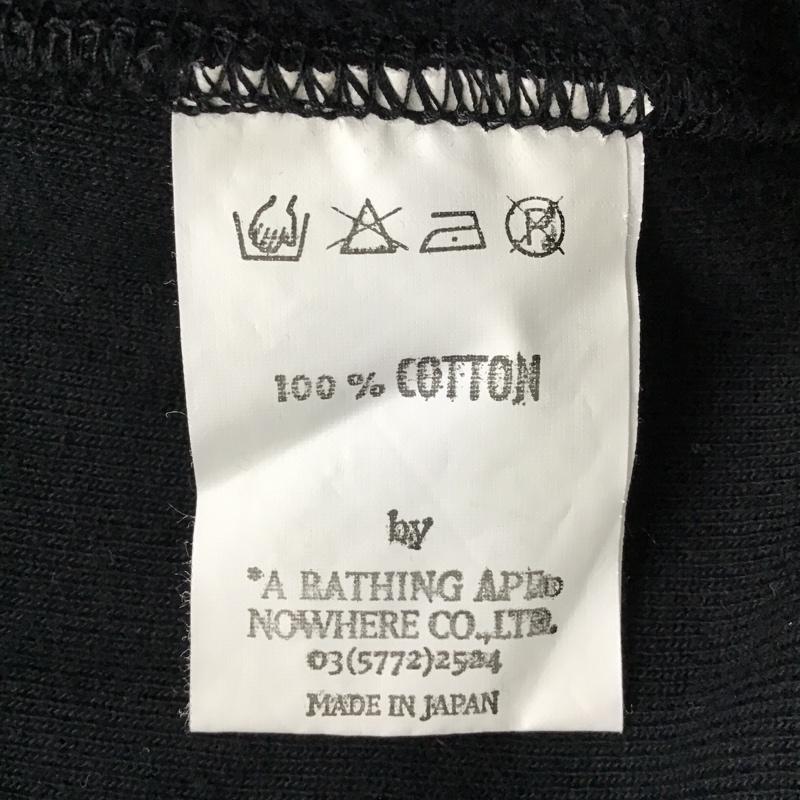 100 % COTTON
by
*A BATHING APE®
NOWHERE CO.,LTD.
03(5772)2524
MADE IN JAPAN